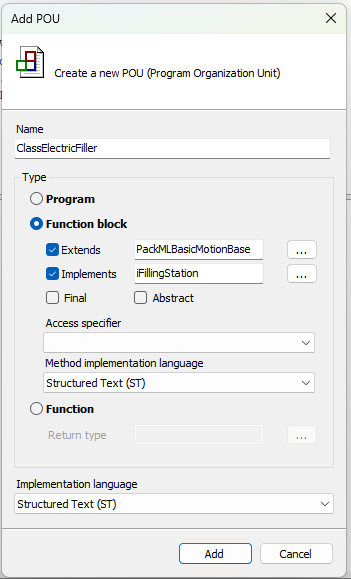 Add POU
Create a new POU (Program Organization Unit)
Name
ClassElectricFiller
Type
Program
Function block
Extends
PackMLBasicMotionBase
...
Implements
iFillingStation
...
Final
Abstract
Access specifier
Method implementation language
Structured Text (ST)
Function
Return type
...
Implementation language
Structured Text (ST)
Add
Cancel